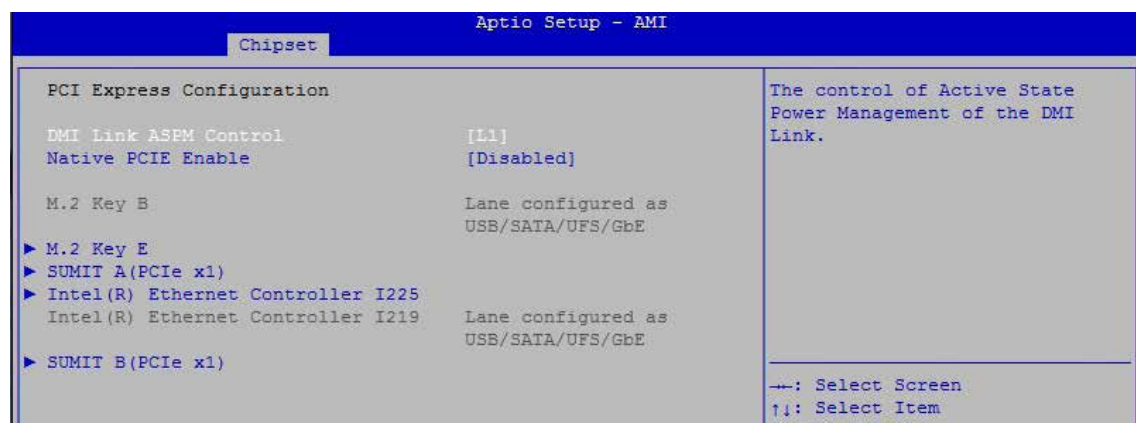 Aptio Setup - AMI
Chipset
PCI Express Configuration
DMI Link ASPM Control [L1]
Native PCIE Enable [Disabled]
M.2 Key B Lane configured as
USB/SATA/UFS/GbE
► M.2 Key E
► SUMIT A(PCIe x1)
► Intel(R) Ethernet Controller I225
Intel(R) Ethernet Controller I219 Lane configured as
USB/SATA/UFS/GbE
► SUMIT B(PCIe x1)
The control of Active State
Power Management of the DMI
Link.
→←: Select Screen
↑↓: Select Item